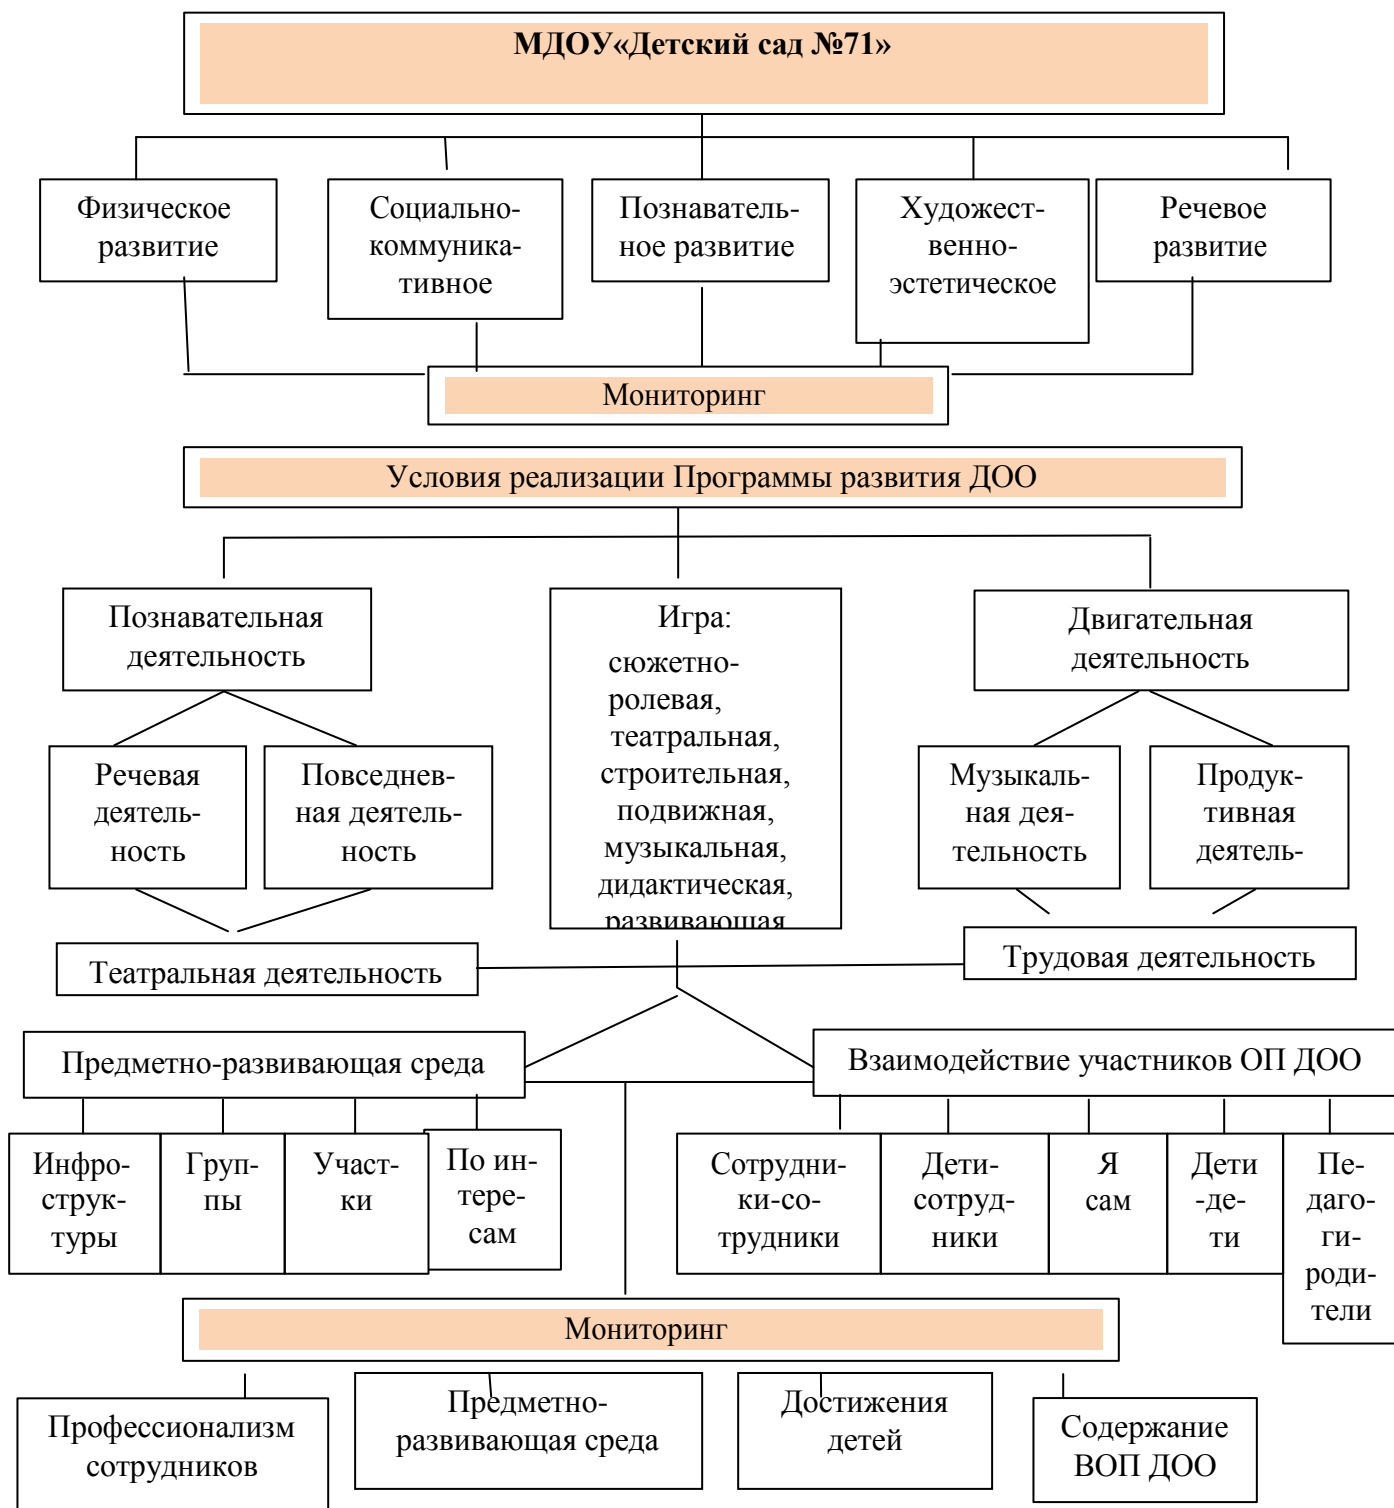 МДОУ«Детский сад №71»
Физическое
развитие
Социально-
коммуника-
тивное
Познаватель-
ное развитие
Художест-
венно-
эстетическое
Речевое
развитие
Мониторинг
Условия реализации Программы развития ДОО
Познавательная
деятельность
Игра:
сюжетно-
ролевая,
театральная,
строительная,
подвижная,
музыкальная,
дидактическая,
развивающая
Двигательная
деятельность
Речевая
деятель-
ность
Повседнев-
ная деятель-
ность
Музыкаль-
ная дея-
тельность
Продук-
тивная
деятель-
Театральная деятельность
Трудовая деятельность
Предметно-развивающая среда
Взаимодействие участников ОП ДОО
Инфро-
струк-
туры
Груп-
пы
Участ-
ки
По ин-
тере-
сам
Сотрудни-
ки-со-
трудники
Дети-
сотруд-
ники
Я
сам
Дети
-де-
ти
Пе-
даго-
ги-
роди-
тели
Мониторинг
Профессионализм
сотрудников
Предметно-
развивающая среда
Достижения
детей
Содержание
ВОП ДОО